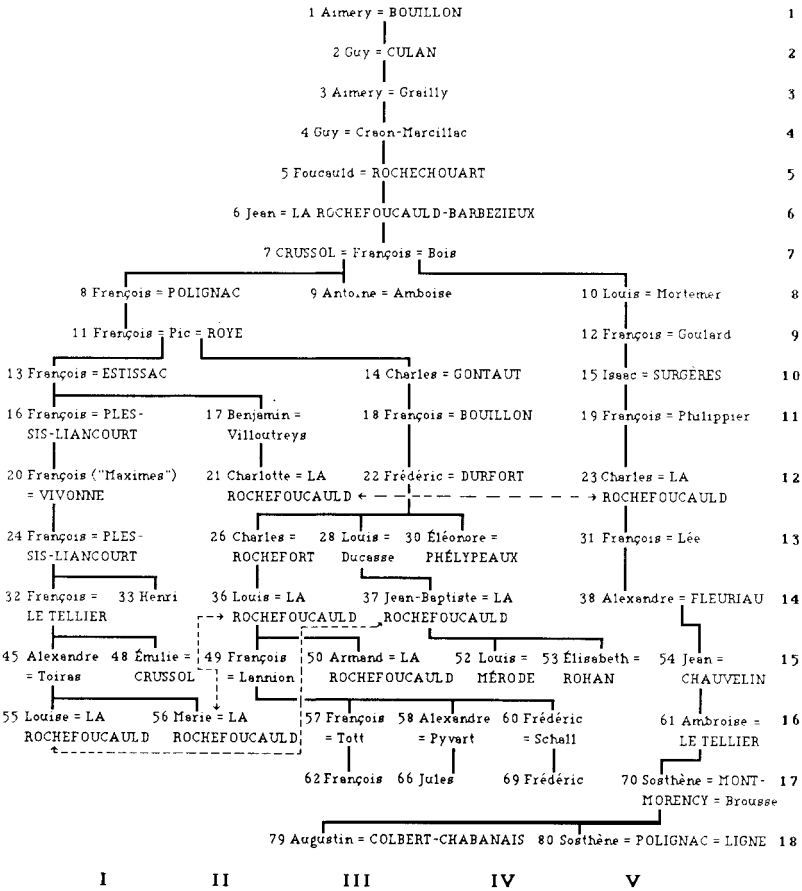 1 Aimery = BOUILLON 1
2 Guy = CULAN 2
3 Aimery = Grailly 3
4 Guy = Craon-Marcillac 4
5 Foucauld = ROCHECHOUART 5
6 Jean = LA ROCHEFOUCAULD-BARBEZIEUX 6
7 CRUSSOL = François = Bois 7
8 François = POLIGNAC 9 Antoine = Amboise 10 Louis = Mortemer 8
11 François = Pic = ROYE 12 François = Goulard 9
13 François = ESTISSAC 14 Charles = GONTAUT 15 Isaac = SURGÈRES 10
16 François = PLES- 17 Benjamin = 18 François = BOUILLON 19 François = Philippier 11
SIS-LIANCOURT Villoutreys
20 François ("Maximes") 21 Charlotte = LA 22 Frédéric = DURFORT 23 Charles = LA 12
= VIVONNE ROCHEFOUCAULD ROCHEFOUCAULD
24 François = PLES- 26 Charles = 28 Louis = 30 Éléonore = 31 François = Lée 13
SIS-LIANCOURT ROCHEFORT Ducasse PHÉLYPEAUX
32 François = 33 Henri 36 Louis = LA 37 Jean-Baptiste = LA 38 Alexandre = FLEURIAU 14
LE TELLIER ROCHEFOUCAULD ROCHEFOUCAULD
45 Alexandre 48 Émilie = 49 François 50 Armand = LA 52 Louis = 53 Élisabeth = 54 Jean = 15
= Toiras CRUSSOL = Lannion ROCHEFOUCAULD MÉRODE ROHAN CHAUVELIN
55 Louise = LA 56 Marie = LA 57 François 58 Alexandre 60 Frédéric 61 Ambroise = 16
ROCHEFOUCAULD ROCHEFOUCAULD = Tott = Pyvart = Schall LE TELLIER
62 François 66 Jules 69 Frédéric 70 Sosthène = MONT- 17
MORENCY = Brousse
79 Augustin = COLBERT-CHABANAIS 80 Sosthène = POLIGNAC = LIGNE 18
I II III IV V